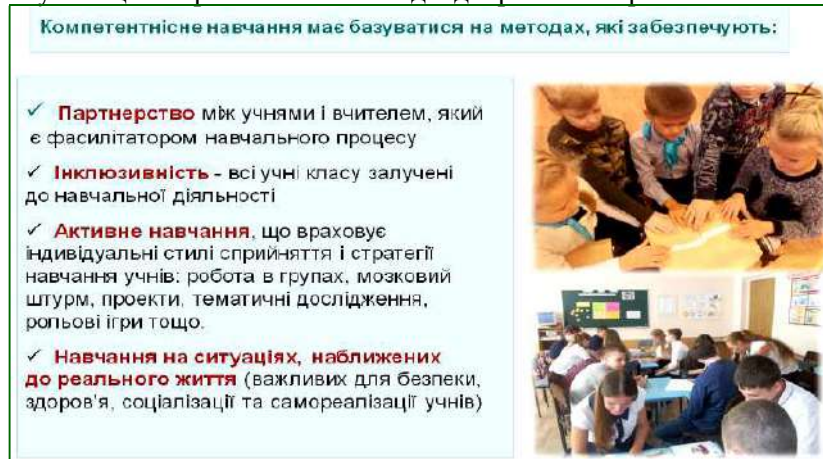 Компетентнісне навчання має базуватися на методах, які забезпечують:
✓ Партнерство між учнями і вчителем, який
є фасилітатором навчального процесу
✓ Інклюзивність - всі учні класу залучені
до навчальної діяльності
✓ Активне навчання, що враховує
індивідуальні стилі сприйняття і стратегії
навчання учнів: робота в групах, мозковий
штурм, проекти, тематичні дослідження,
рольові ігри тощо.
✓ Навчання на ситуаціях, наближених
до реального життя (важливих для безпеки,
здоров'я, соціалізації та самореалізації учнів)